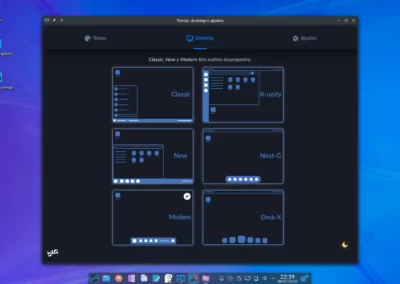 Temas, desktop e ajustes
Temas
Desktop
Ajustes
Classic, New e Modern têm melhor desempenho
Classic
K-unity
New
Next-G
Modern
Desk-X
22:39